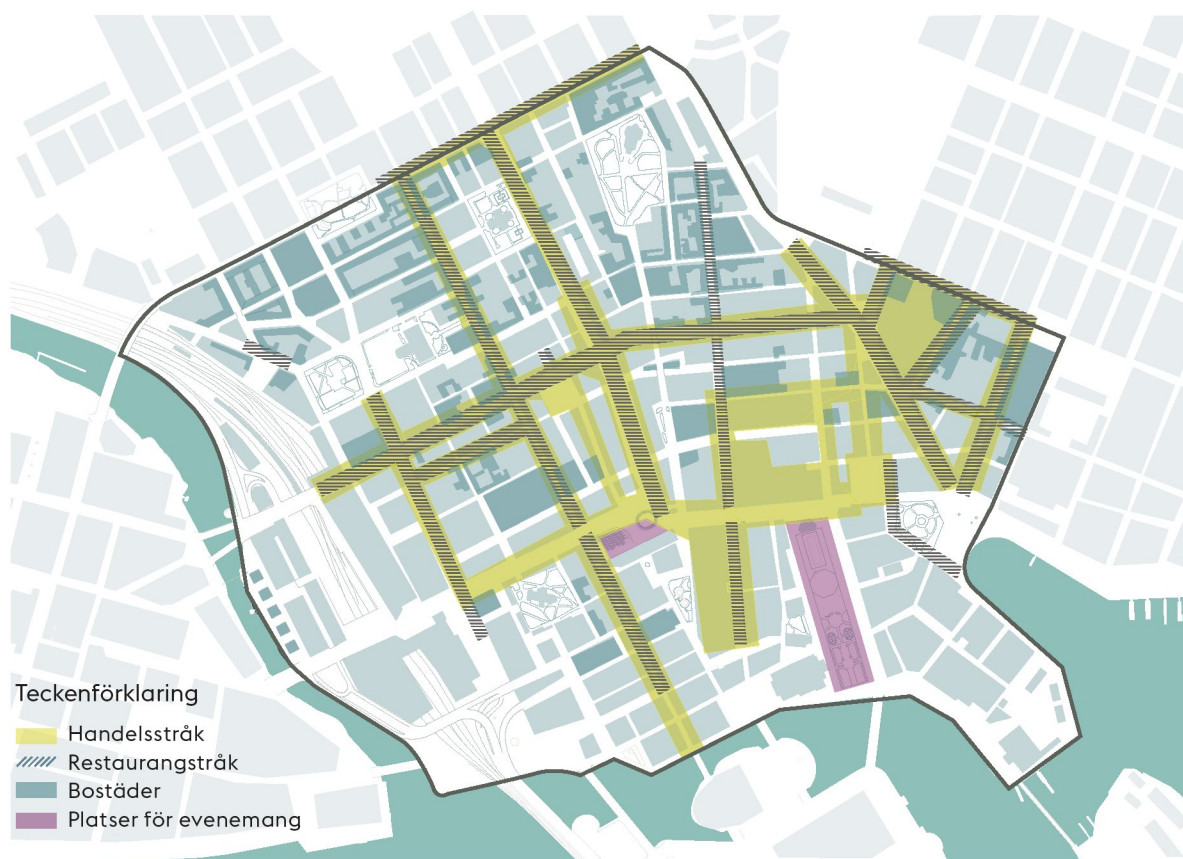 Teckenförklaring
Handelsstråk
Restaurangstråk
Bostäder
Platser för evenemang